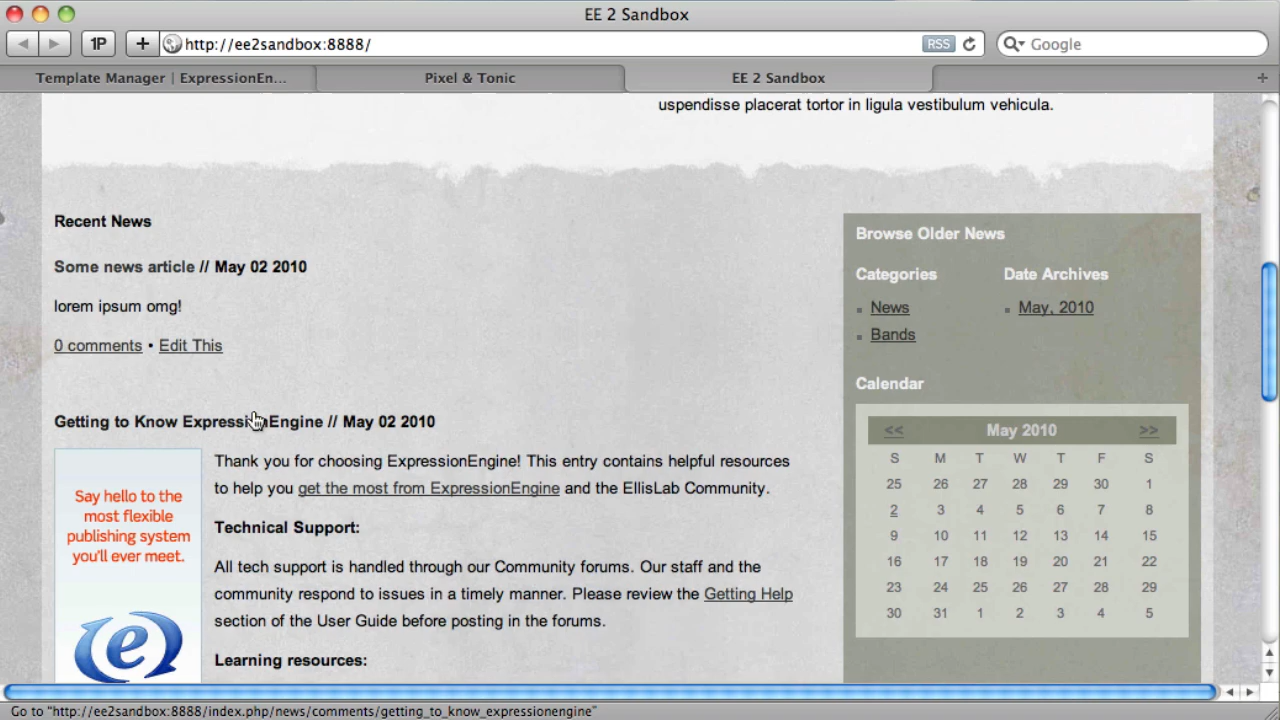 EE 2 Sandbox
1P
http://ee2sandbox:8888/
RSS
Google
Template Manager | ExpressionEn...
Pixel & Tonic
EE 2 Sandbox
uspendisse placerat tortor in ligula vestibulum vehicula.
Recent News
Some news article // May 02 2010
lorem ipsum omg!
0 comments • Edit This
Getting to Know ExpressionEngine // May 02 2010
Say hello to the
most flexible
publishing system
you'll ever meet.
e
Thank you for choosing ExpressionEngine! This entry contains helpful resources
to help you get the most from ExpressionEngine and the EllisLab Community.
Technical Support:
All tech support is handled through our Community forums. Our staff and the
community respond to issues in a timely manner. Please review the Getting Help
section of the User Guide before posting in the forums.
Learning resources:
Browse Older News
Categories
News
Bands
Date Archives
May, 2010
Calendar
<< May 2010 >>
S M T W T F S
25 26 27 28 29 30 1
2 3 4 5 6 7 8
9 10 11 12 13 14 15
16 17 18 19 20 21 22
23 24 25 26 27 28 29
30 31 1 2 3 4 5
Go to "http://ee2sandbox:8888/index.php/news/comments/getting_to_know_expressionengine"